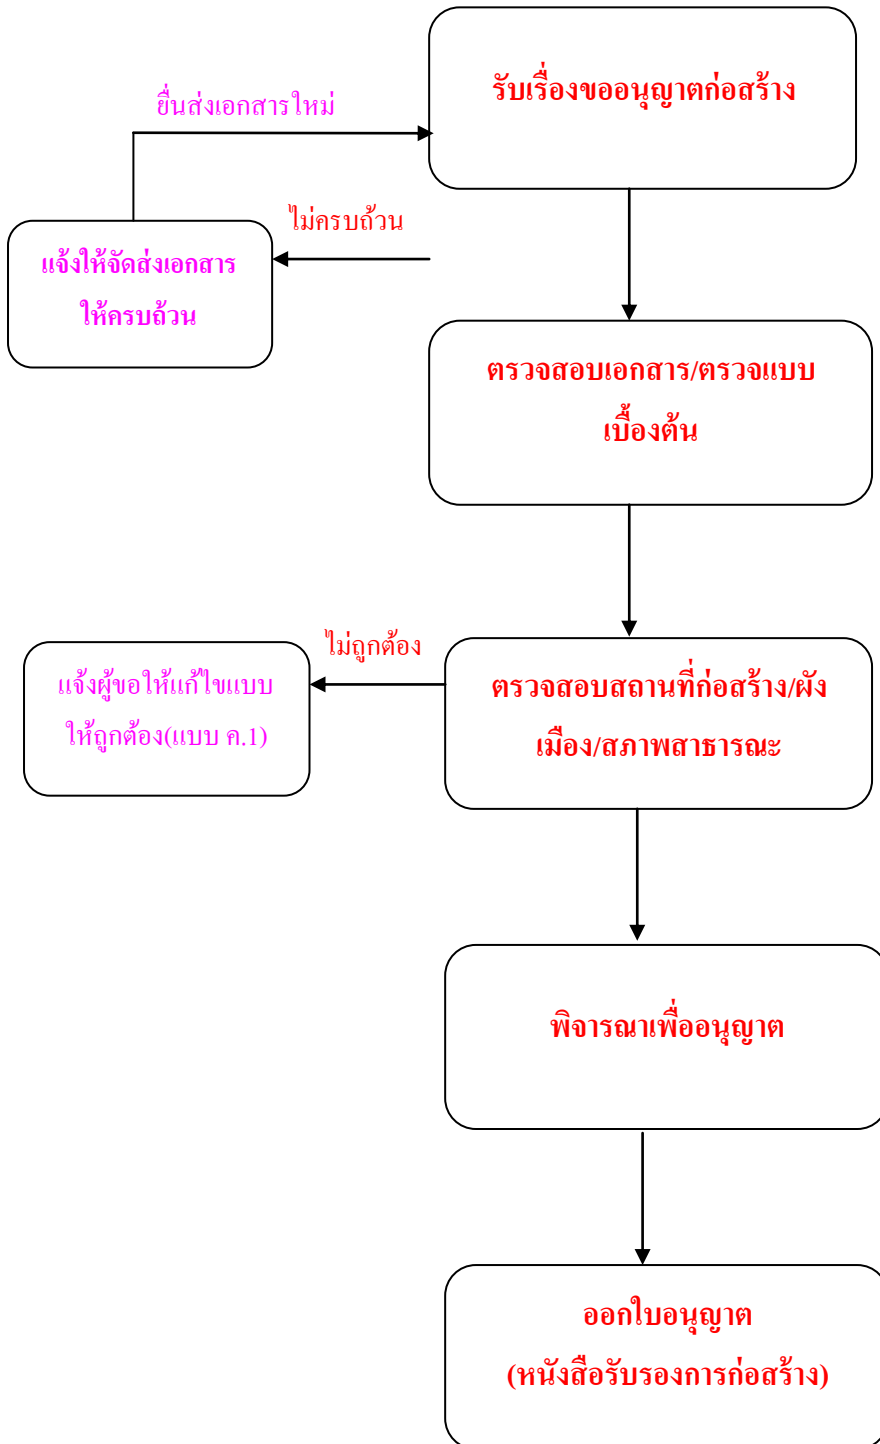 รับเรื่องขออนุญาตก่อสร้าง
ยื่นส่งเอกสารใหม่
ไม่ครบถ้วน
แจ้งให้จัดส่งเอกสาร
ให้ครบถ้วน
ตรวจสอบเอกสาร/ตรวจแบบ
เบื้องต้น
ไม่ถูกต้อง
แจ้งผู้ขอให้แก้ไขแบบ
ให้ถูกต้อง(แบบ ค.1)
ตรวจสอบสถานที่ก่อสร้าง/ผัง
เมือง/สภาพสาธารณะ
พิจารณาเพื่ออนุญาต
ออกใบอนุญาต
(หนังสือรับรองการก่อสร้าง)